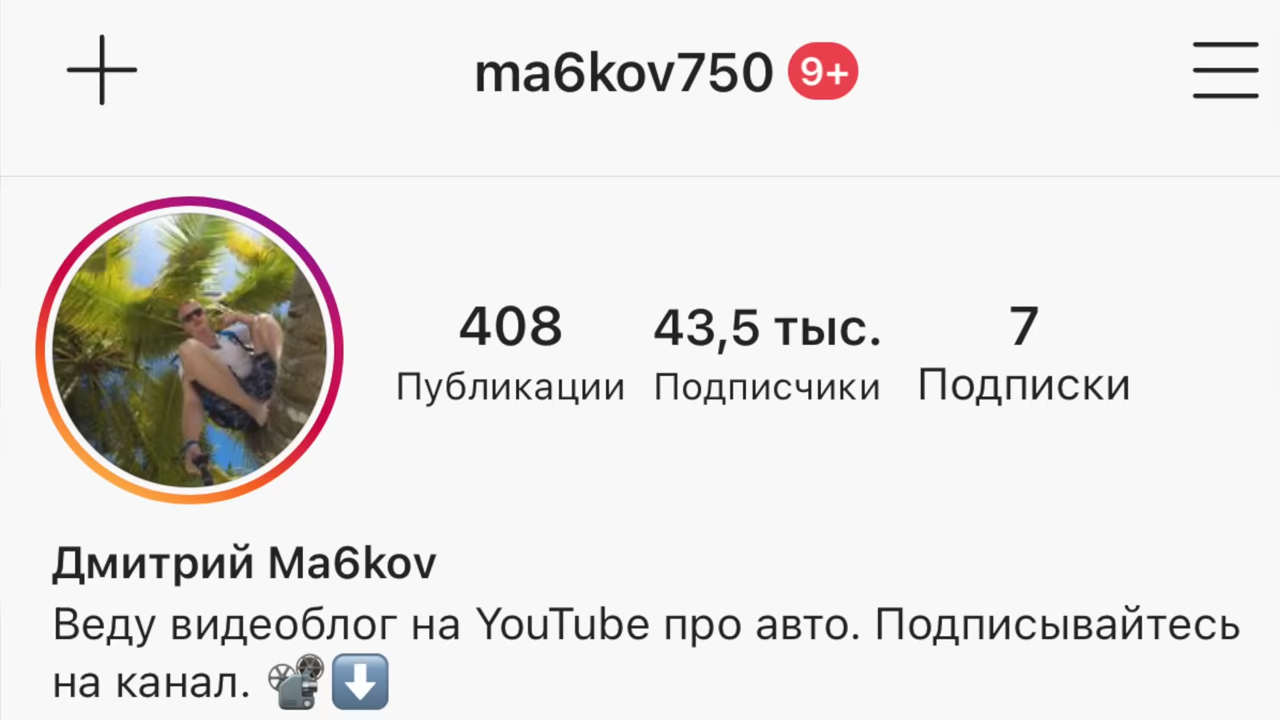 ma6kov750 9+
408 43,5 тыс. 7
Публикации Подписчики Подписки
Дмитрий Ma6kov
Веду видеоблог на YouTube про авто. Подписывайтесь
на канал. 📽️⬇️